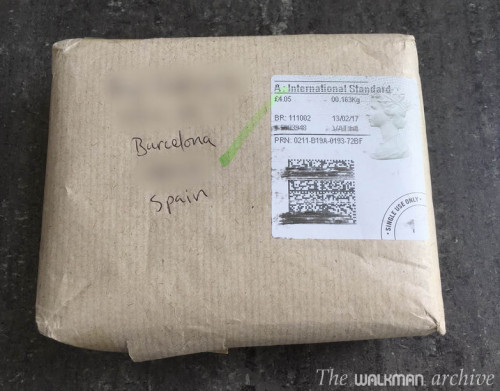 Barcelona
Spain
A: International Standard
£4.05 00.163Kg
BR: 111002 13/02/17
PRN: 0211-B19A-0193-72BF
• SINGLE USE ONLY •
The WALKMAN archive